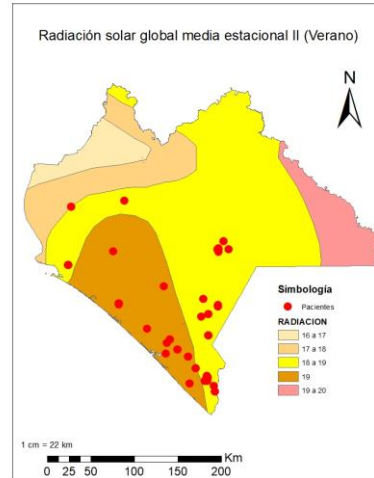 Radiación solar global media estacional II (Verano)
N
Simbología
Pacientes
RADIACION
16 a 17
17 a 18
18 a 19
19
19 a 20
1 cm = 22 km
Km
0 25 50 100 150 200